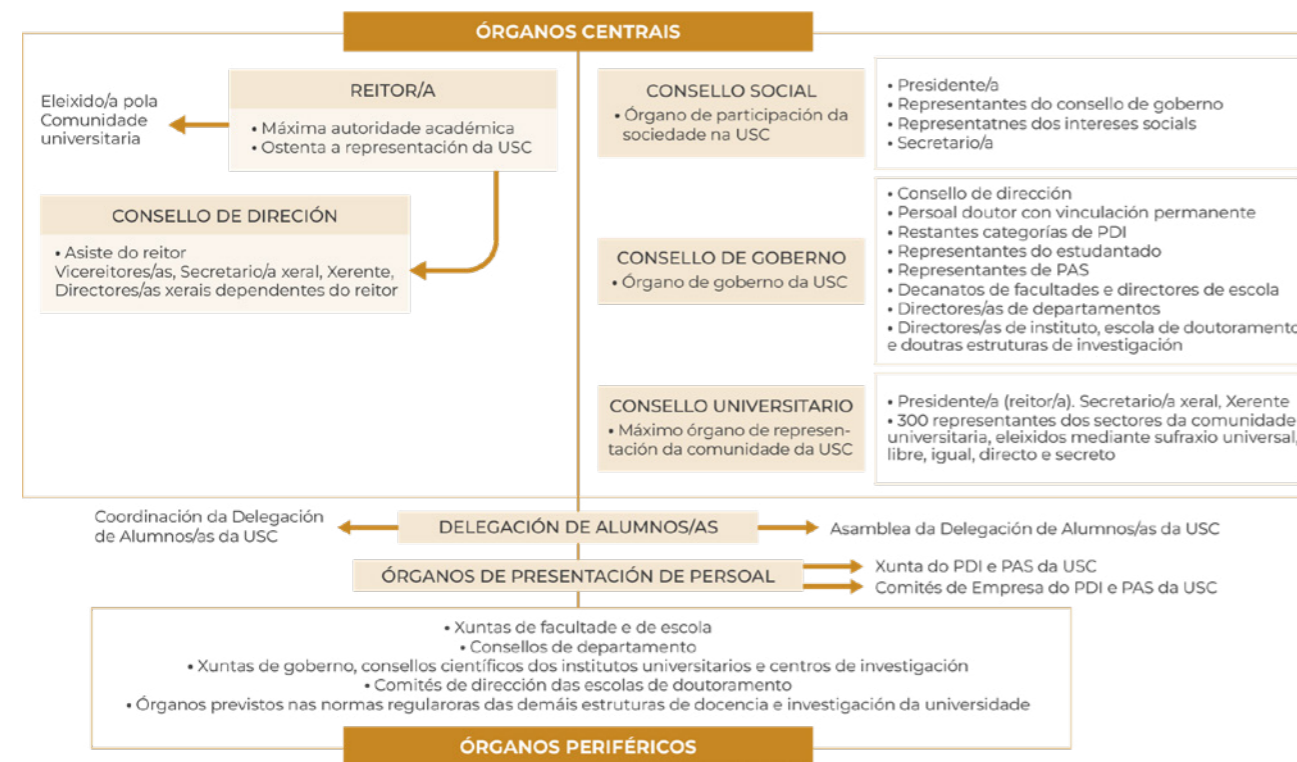 ÓRGANOS CENTRAIS
Eleixido/a pola
Comunidade
universitaria
REITOR/A
• Máxima autoridade académica
• Ostenta a representación da USC
CONSELLO DE DIRECIÓN
• Asiste do reitor
Vicereitores/as, Secretario/a xeral, Xerente,
Directores/as xerais dependentes do reitor
CONSELLO SOCIAL
• Órgano de participación da
sociedade na USC
• Presidente/a
• Representantes do consello de goberno
• Representatnes dos intereses socials
• Secretario/a
CONSELLO DE GOBERNO
• Órgano de goberno da USC
• Consello de dirección
• Persoal doutor con vinculación permanente
• Restantes categorías de PDI
• Representantes do estudantado
• Representantes de PAS
• Decanatos de facultades e directores de escola
• Directores/as de departamentos
• Directores/as de instituto, escola de doutoramento
e doutras estruturas de investigación
CONSELLO UNIVERSITARIO
• Máximo órgano de represen-
tación da comunidade da USC
• Presidente/a (reitor/a). Secretario/a xeral, Xerente
• 300 representantes dos sectores da comunidade
universitaria, eleixidos mediante sufraxio universal,
libre, igual, directo e secreto
Coordinación da Delegación
de Alumnos/as da USC
DELEGACIÓN DE ALUMNOS/AS
Asamblea da Delegación de Alumnos/as da USC
ÓRGANOS DE PRESENTACIÓN DE PERSOAL
Xunta do PDI e PAS da USC
Comités de Empresa do PDI e PAS da USC
• Xuntas de facultade e de escola
• Consellos de departamento
• Xuntas de goberno, consellos científicos dos institutos universitarios e centros de investigación
• Comités de dirección das escolas de doutoramento
• Órganos previstos nas normas regularoras das demáis estruturas de docencia e investigación da universidade
ÓRGANOS PERIFÉRICOS